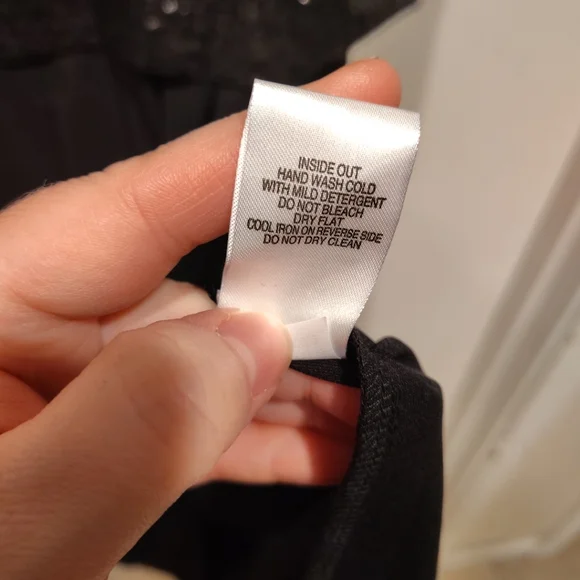 INSIDE OUT
HAND WASH COLD
WITH MILD DETERGENT
DO NOT BLEACH
DRY FLAT
COOL IRON ON REVERSE SIDE
DO NOT DRY CLEAN